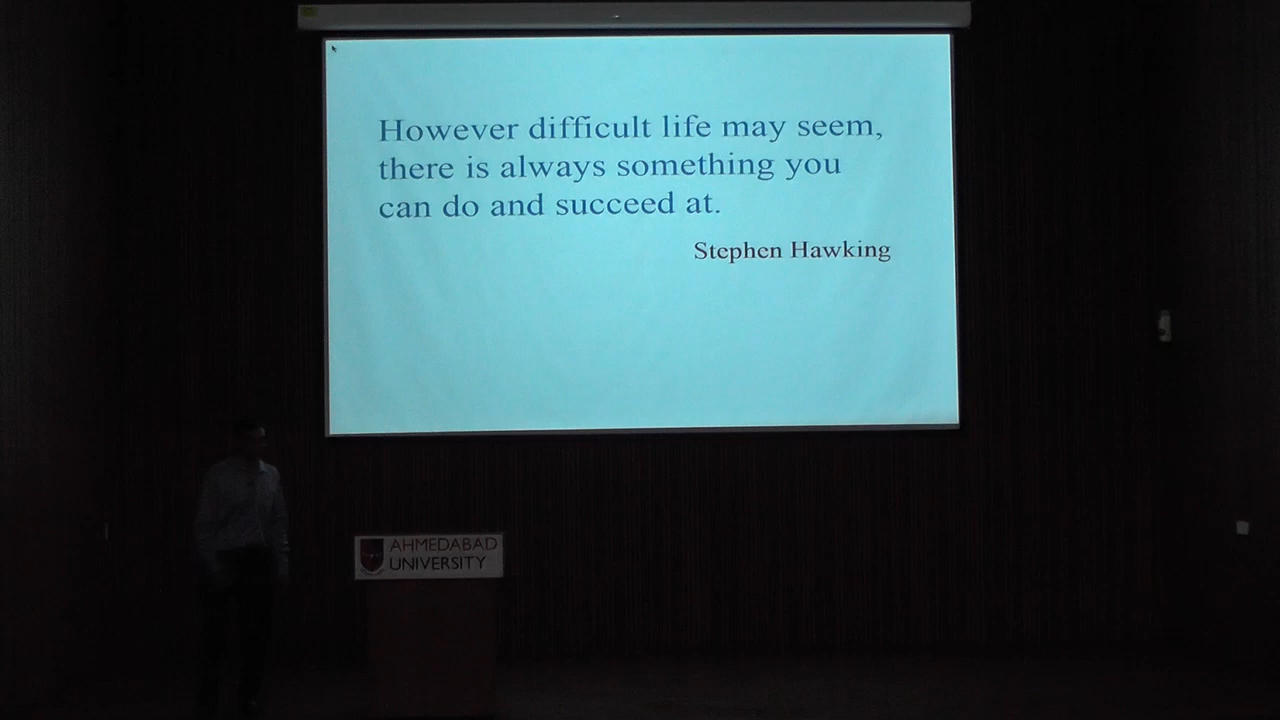 However difficult life may seem,
there is always something you
can do and succeed at.
Stephen Hawking
AHMEDABAD
UNIVERSITY